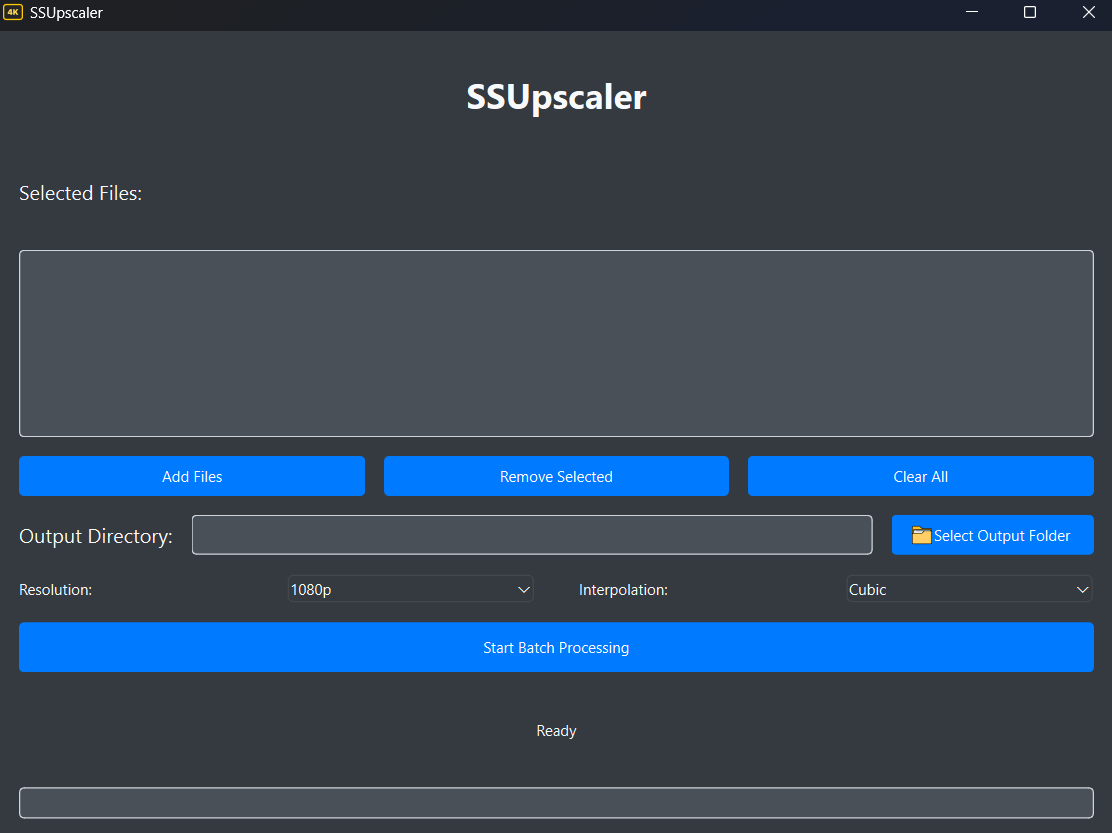 4K SSUpscaler
SSUpscaler
Selected Files:
Add Files Remove Selected Clear All
Output Directory: Select Output Folder
Resolution: 1080p Interpolation: Cubic
Start Batch Processing
Ready